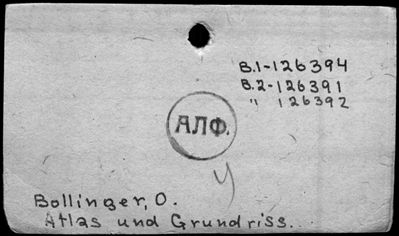 B.1-126394
B.2-126391
" 126392
АЛФ.
У
Bollinger, O.
Atlas und Grundriss...